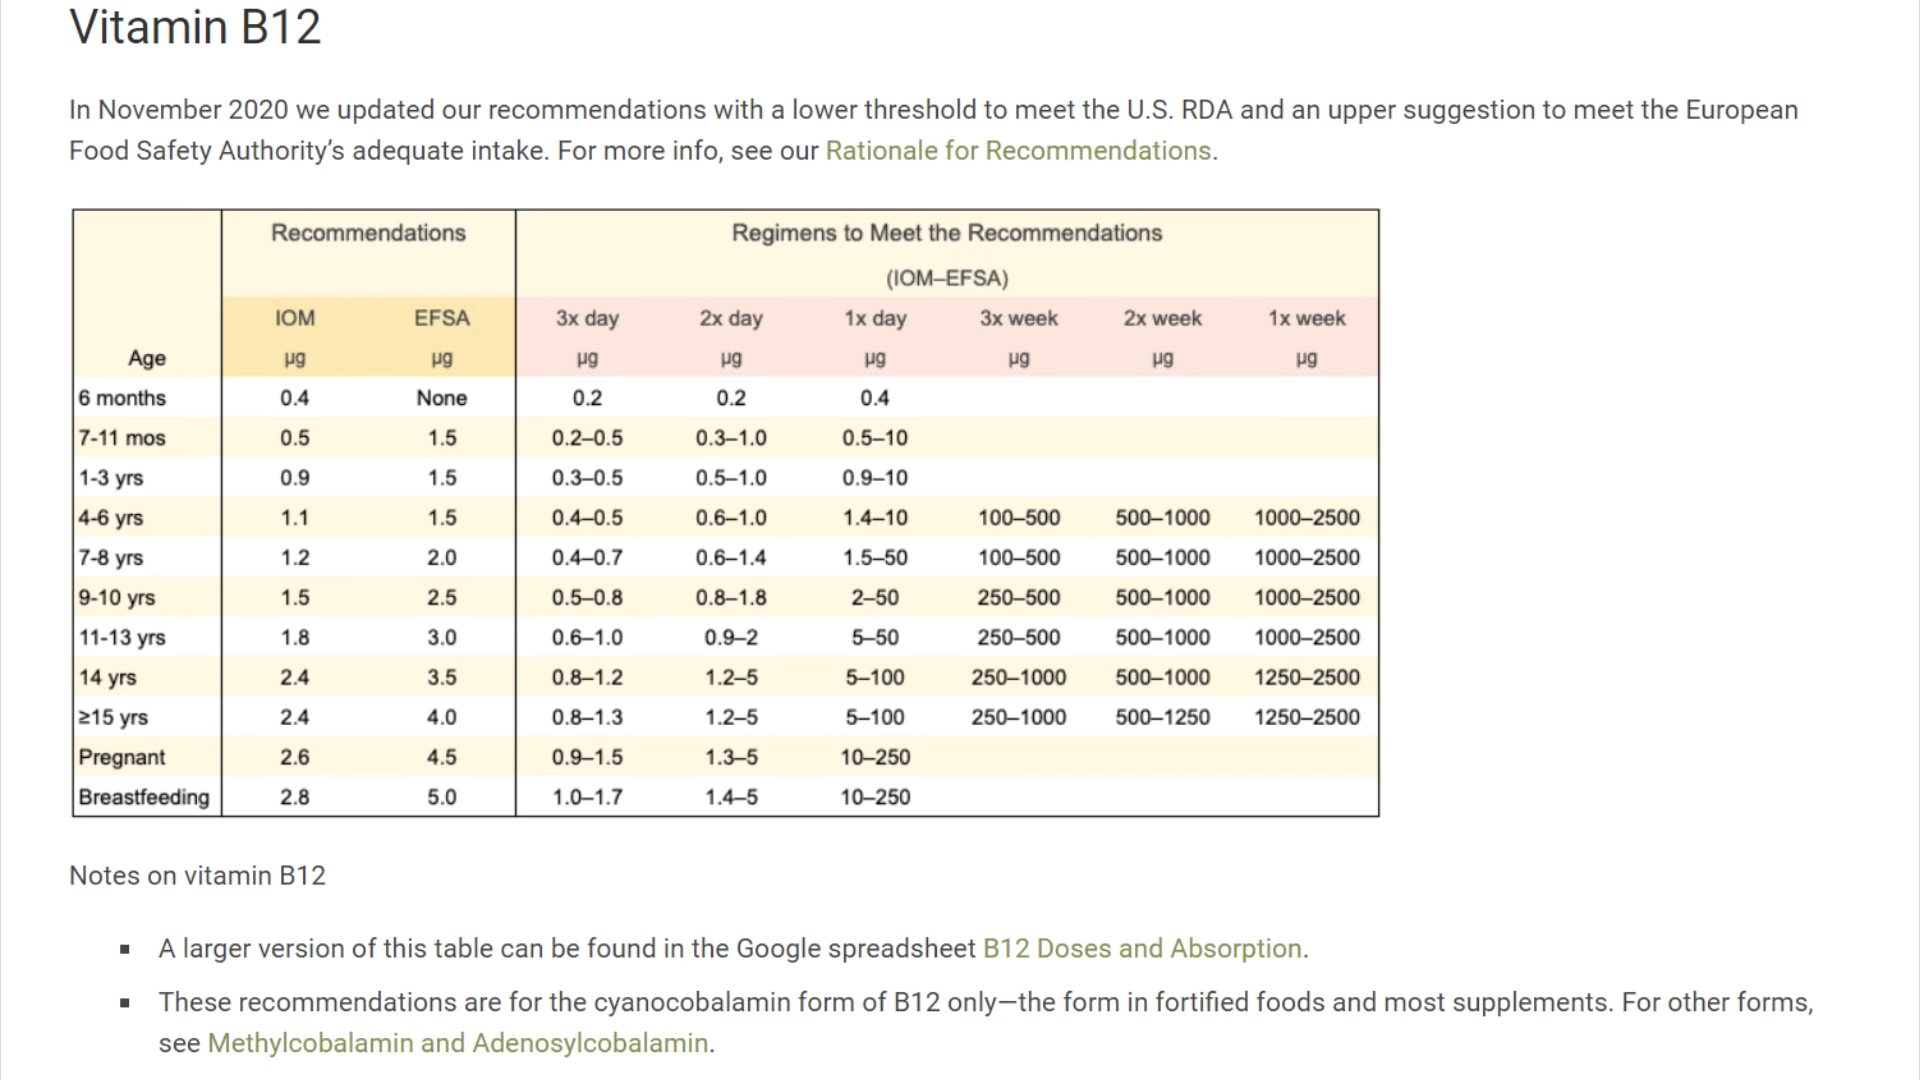 Vitamin B12
In November 2020 we updated our recommendations with a lower threshold to meet the U.S. RDA and an upper suggestion to meet the European
Food Safety Authority’s adequate intake. For more info, see our Rationale for Recommendations.
Recommendations Regimens to Meet the Recommendations
(IOM–EFSA)
IOM EFSA 3x day 2x day 1x day 3x week 2x week 1x week
Age µg µg µg µg µg µg µg µg
6 months 0.4 None 0.2 0.2 0.4
7-11 mos 0.5 1.5 0.2–0.5 0.3–1.0 0.5–10
1-3 yrs 0.9 1.5 0.3–0.5 0.5–1.0 0.9–10
4-6 yrs 1.1 1.5 0.4–0.5 0.6–1.0 1.4–10 100–500 500–1000 1000–2500
7-8 yrs 1.2 2.0 0.4–0.7 0.6–1.4 1.5–50 100–500 500–1000 1000–2500
9-10 yrs 1.5 2.5 0.5–0.8 0.8–1.8 2–50 250–500 500–1000 1000–2500
11-13 yrs 1.8 3.0 0.6–1.0 0.9–2 5–50 250–500 500–1000 1000–2500
14 yrs 2.4 3.5 0.8–1.2 1.2–5 5–100 250–1000 500–1000 1250–2500
≥15 yrs 2.4 4.0 0.8–1.3 1.2–5 5–100 250–1000 500–1250 1250–2500
Pregnant 2.6 4.5 0.9–1.5 1.3–5 10–250
Breastfeeding 2.8 5.0 1.0–1.7 1.4–5 10–250
Notes on vitamin B12
▪ A larger version of this table can be found in the Google spreadsheet B12 Doses and Absorption.
▪ These recommendations are for the cyanocobalamin form of B12 only—the form in fortified foods and most supplements. For other forms,
see Methylcobalamin and Adenosylcobalamin.